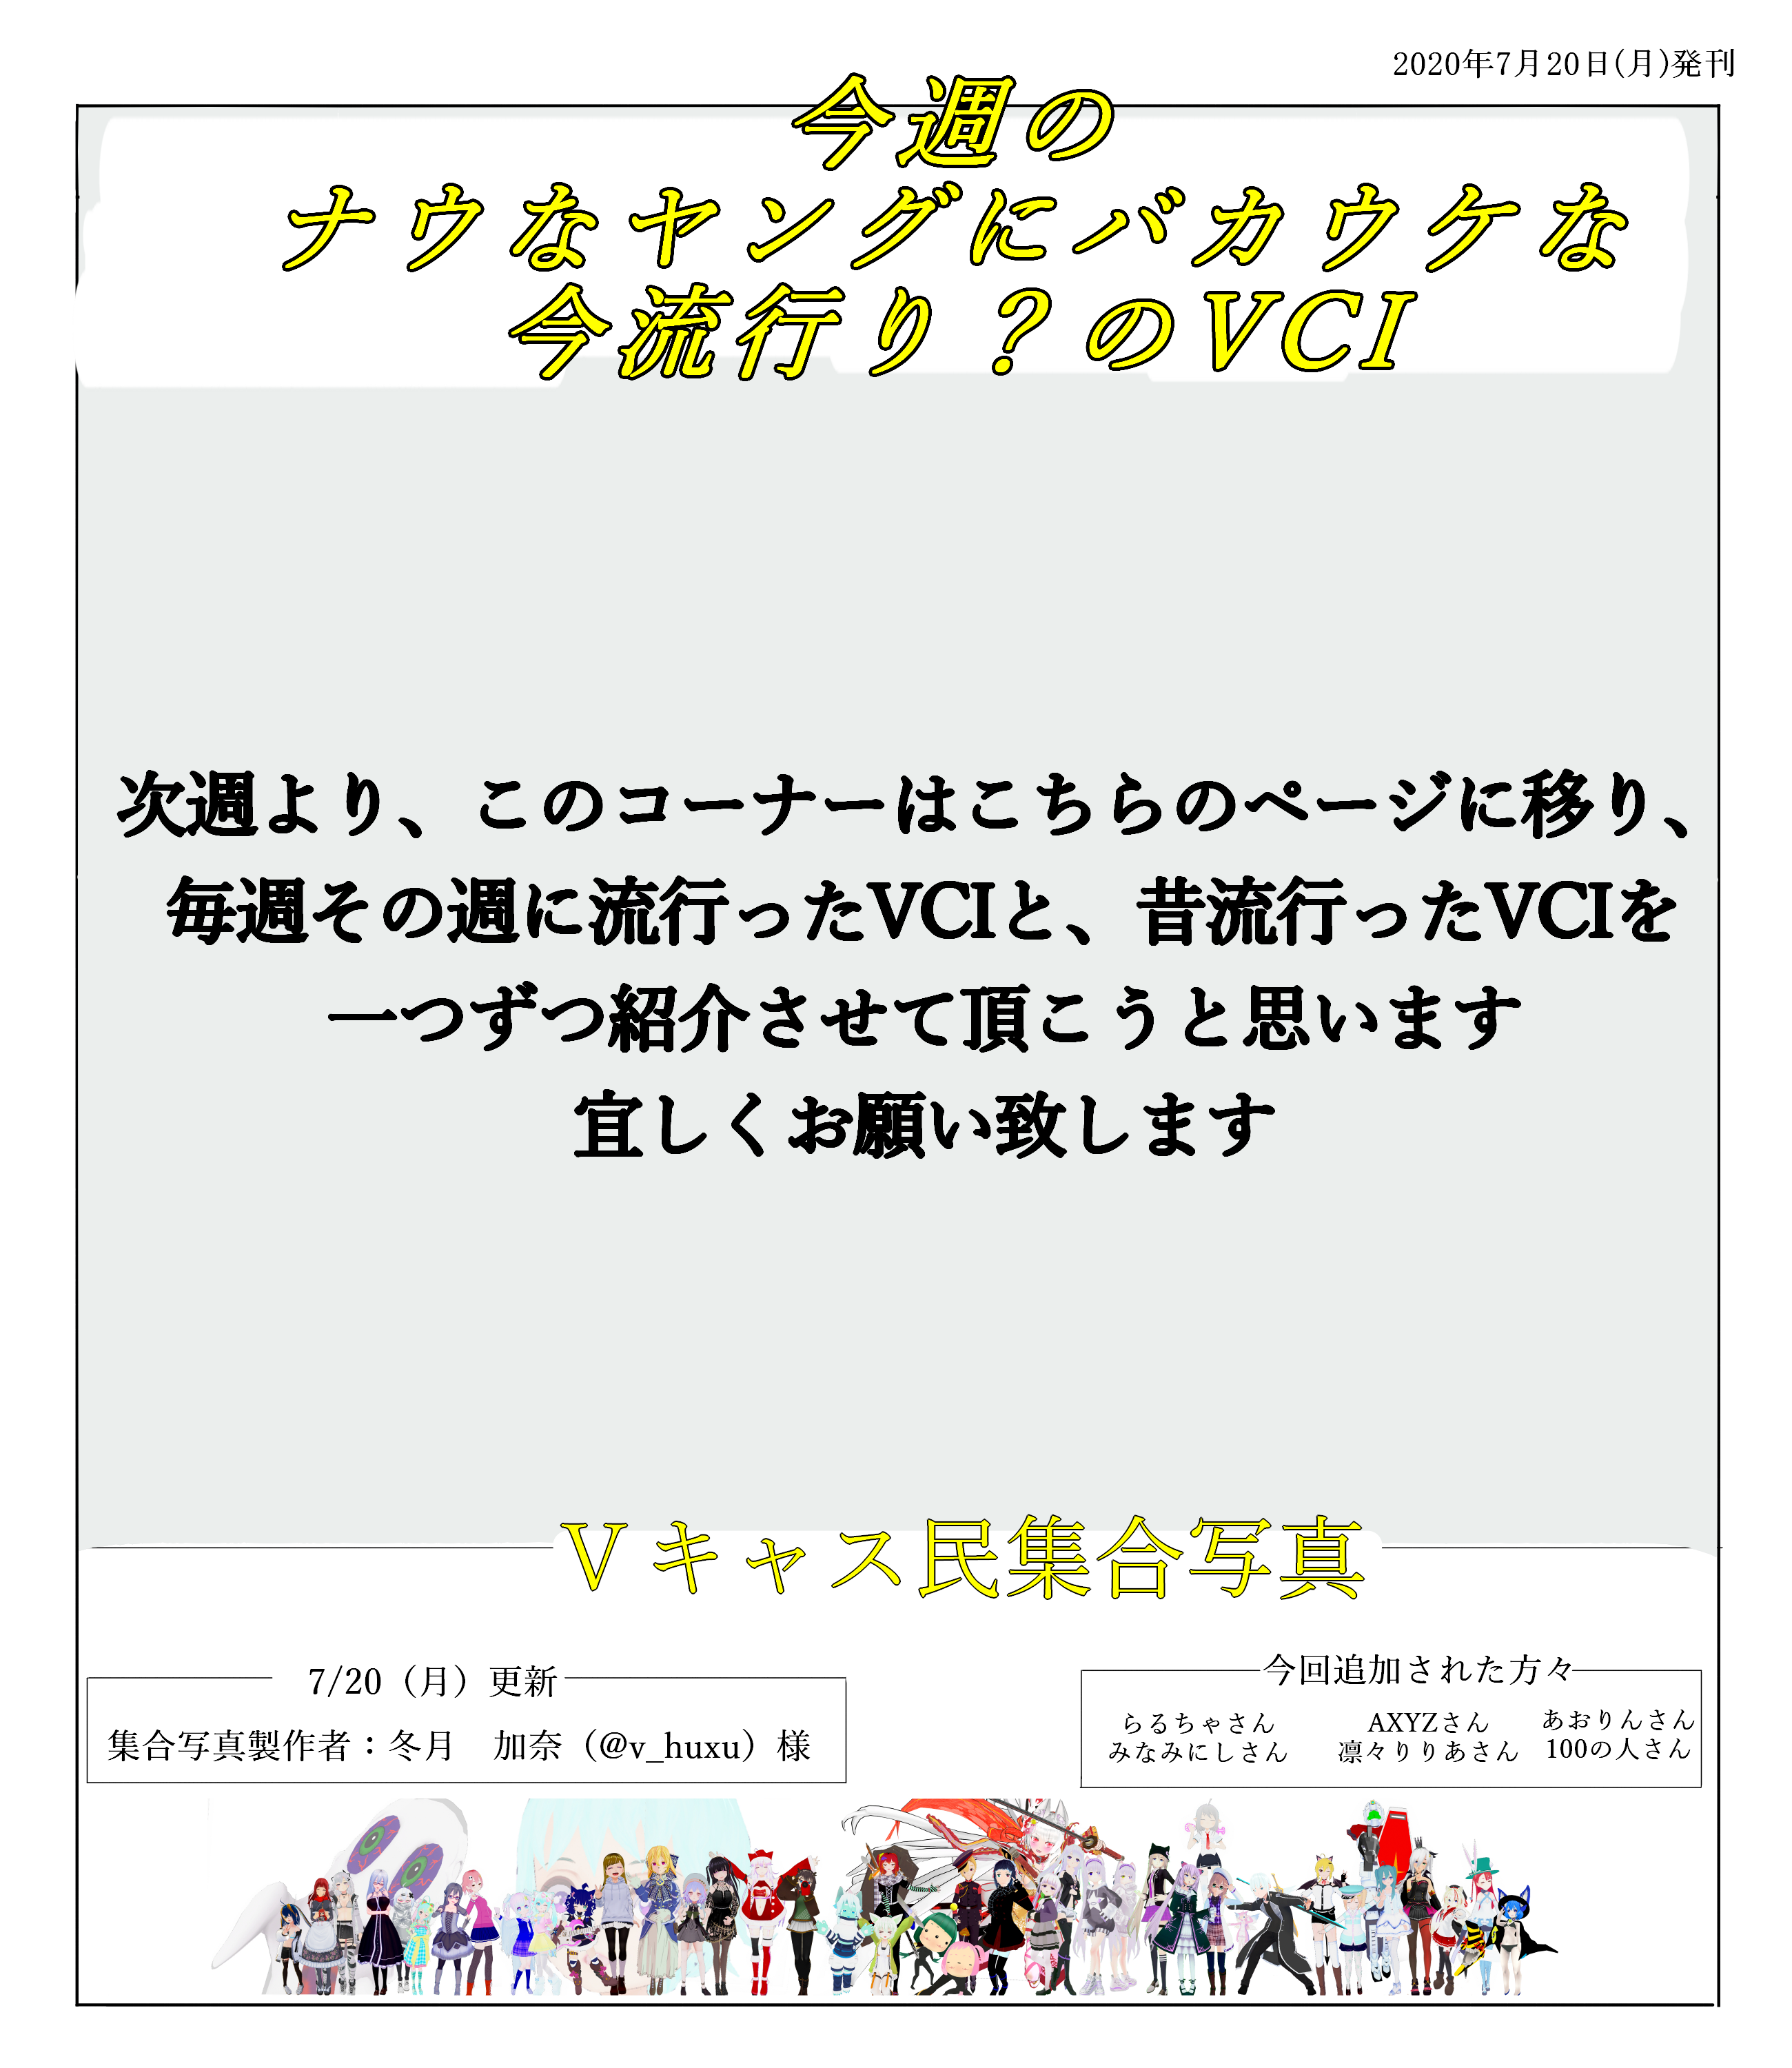 2020年7月20日(月)発刊
今週の
ナウなヤングにバカウケな
今流行り？のVCI
次週より、このコーナーはこちらのページに移り、
毎週その週に流行ったVCIと、昔流行ったVCIを
一つずつ紹介させて頂こうと思います
宜しくお願い致します
Ｖキャス民集合写真
7/20（月）更新
集合写真製作者：冬月　加奈（@v_huxu）様
今回追加された方々
らるちゃさん AXYZさん あおりんさん
みなみにしさん 凛々りりあさん 100の人さん